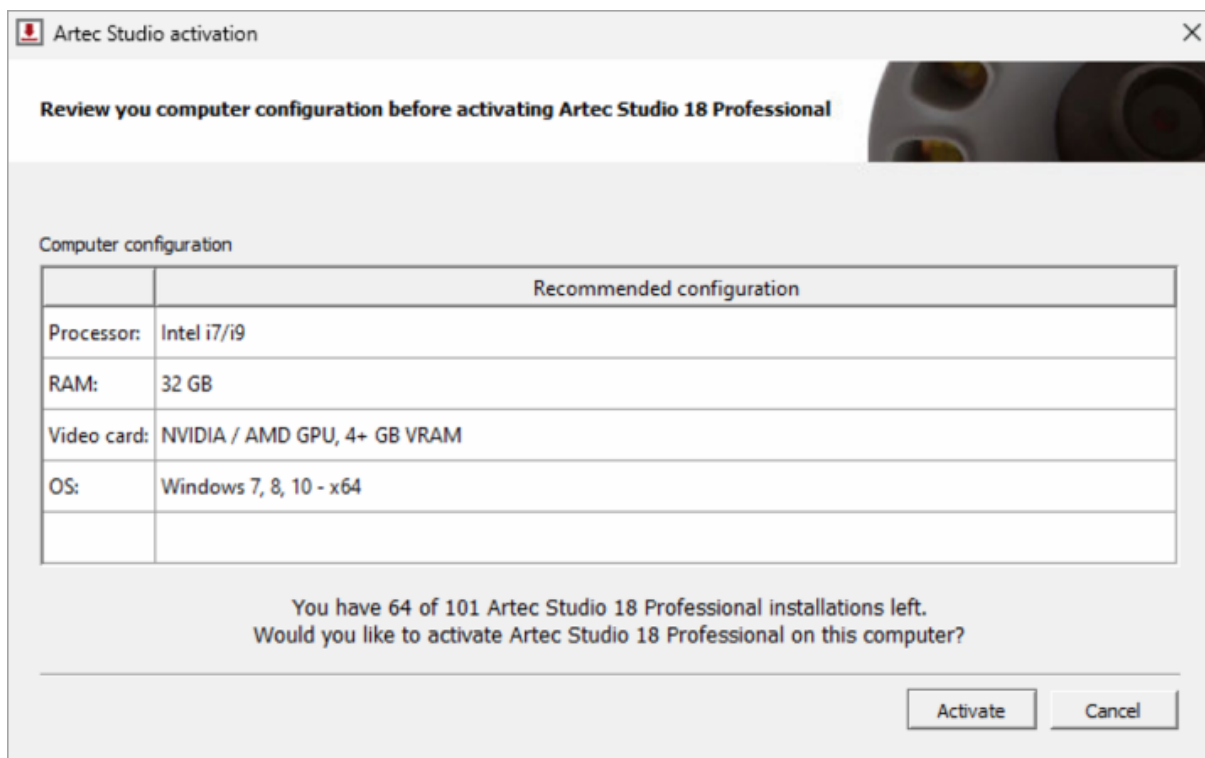 Artec Studio activation
Review you computer configuration before activating Artec Studio 18 Professional
Computer configuration
Recommended configuration
Processor: Intel i7/i9
RAM: 32 GB
Video card: NVIDIA / AMD GPU, 4+ GB VRAM
OS: Windows 7, 8, 10 - x64
You have 64 of 101 Artec Studio 18 Professional installations left.
Would you like to activate Artec Studio 18 Professional on this computer?
Activate Cancel